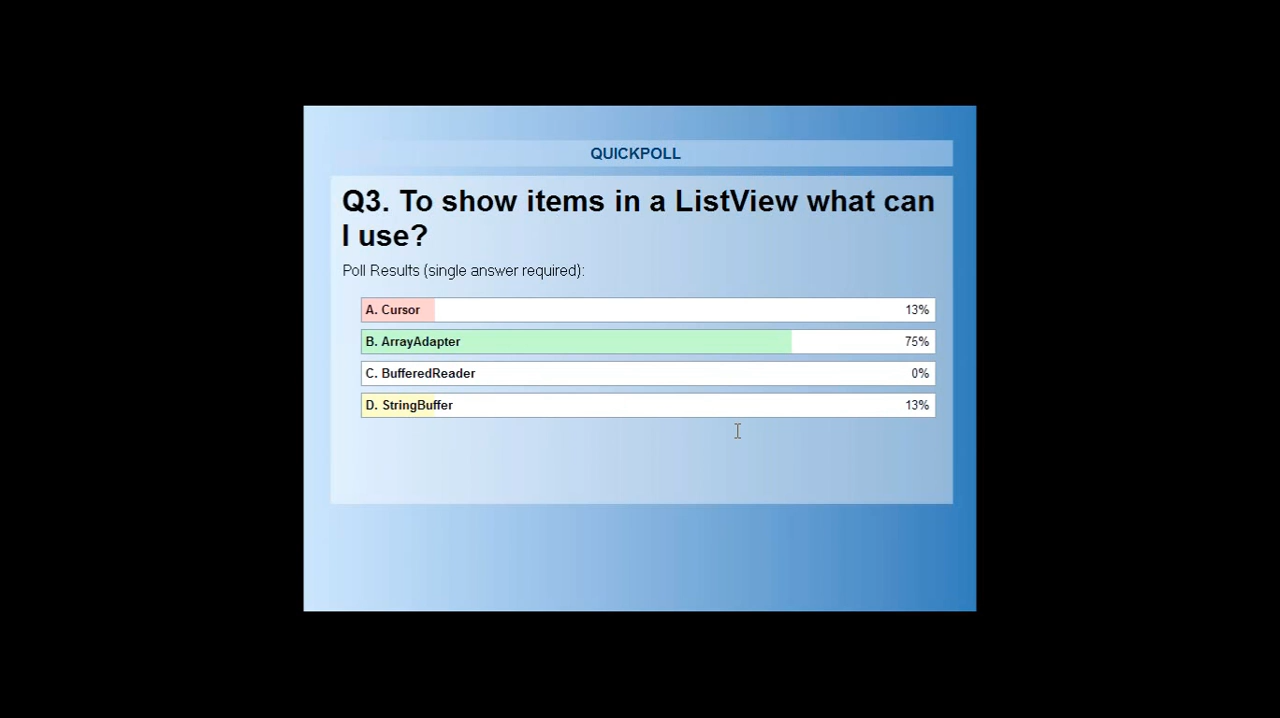 QUICKPOLL
Q3. To show items in a ListView what can
I use?
Poll Results (single answer required):
A. Cursor 13%
B. ArrayAdapter 75%
C. BufferedReader 0%
D. StringBuffer 13%